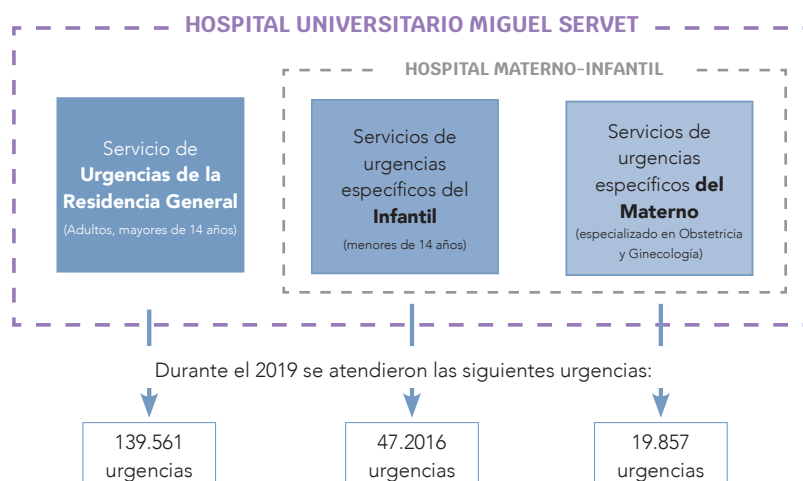 HOSPITAL UNIVERSITARIO MIGUEL SERVET
HOSPITAL MATERNO-INFANTIL
Servicio de
Urgencias de la
Residencia General
(Adultos, mayores de 14 años)
Servicios de
urgencias
específicos del
Infantil
(menores de 14 años)
Servicios de
urgencias
específicos del
Materno
(especializado en Obstetricia
y Ginecología)
Durante el 2019 se atendieron las siguientes urgencias:
139.561
urgencias
47.2016
urgencias
19.857
urgencias